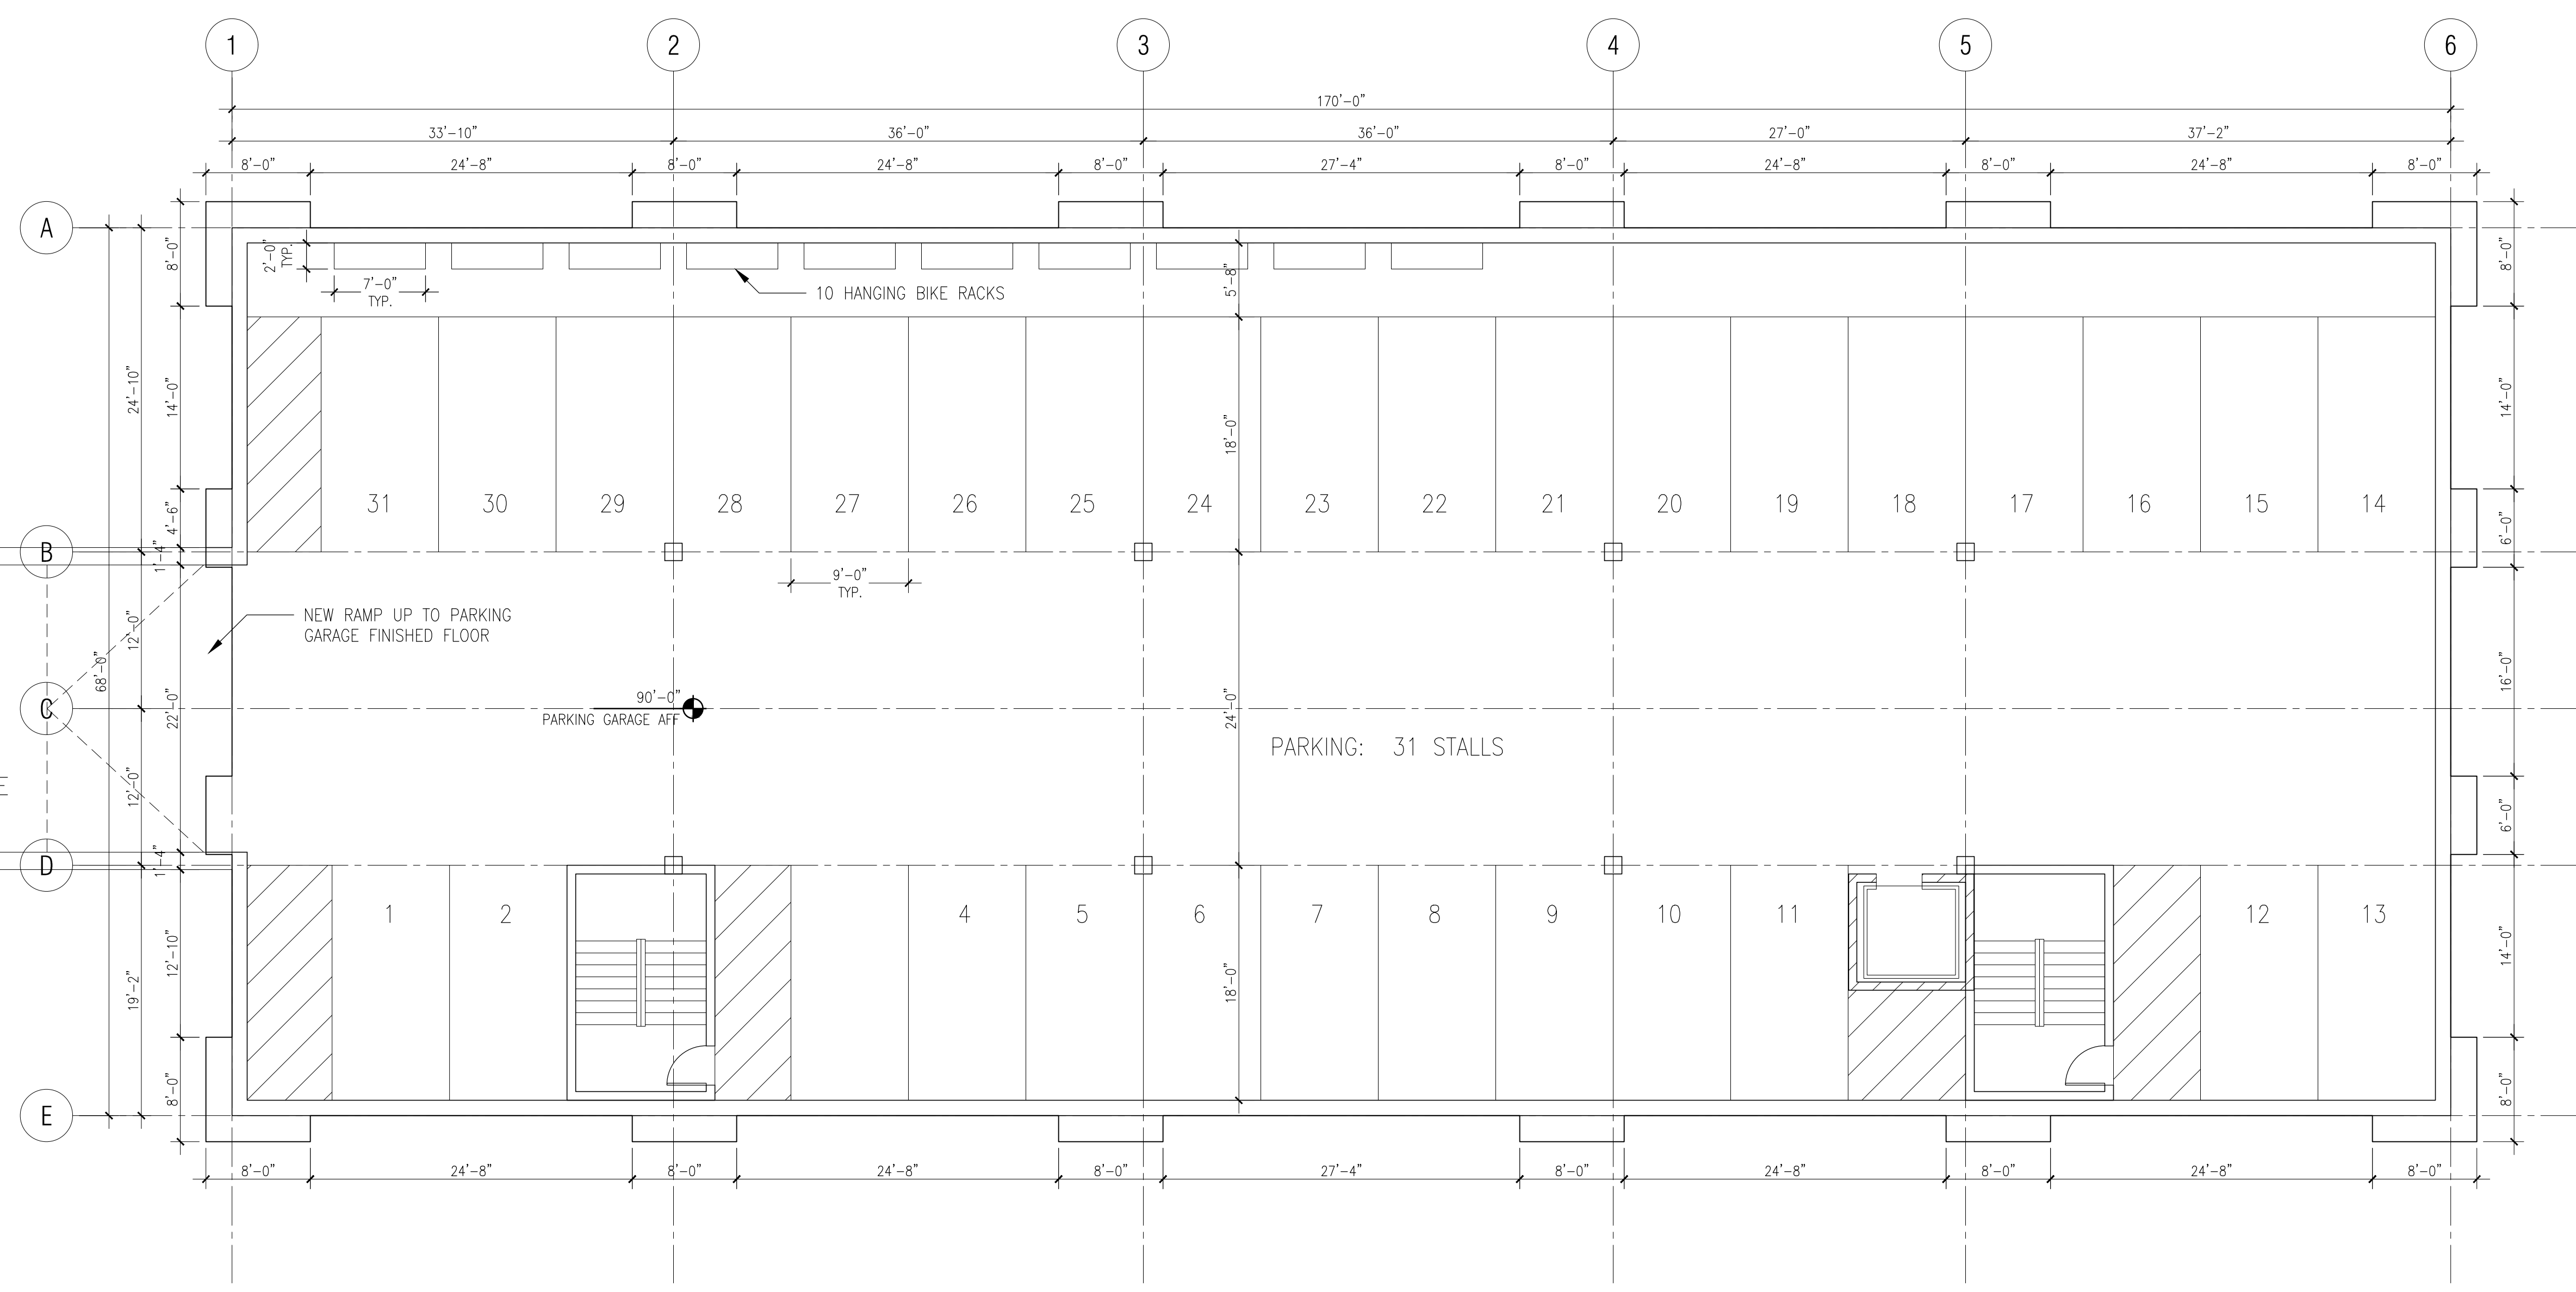 1 2 3 4 5 6
170'-0"
33'-10" 36'-0" 36'-0" 27'-0" 37'-2"
8'-0" 24'-8" 8'-0" 24'-8" 8'-0" 27'-4" 8'-0" 24'-8" 8'-0" 24'-8" 8'-0"
A
8'-0"
2'-0"
TYP.
7'-0"
TYP.
10 HANGING BIKE RACKS
5'-8"
8'-0"
24'-10"
14'-0"
18'-0"
14'-0"
4'-6"
31 30 29 28 27 26 25 24 23 22 21 20 19 18 17 16 15 14
6'-0"
B
1'-4"
9'-0"
TYP.
12'-0"
NEW RAMP UP TO PARKING
GARAGE FINISHED FLOOR
68'-0"
16'-0"
C
22'-0"
90'-0"
PARKING GARAGE AFF
24'-0"
PARKING: 31 STALLS
12'-0"
6'-0"
D
1'-4"
1 2 4 5 6 7 8 9 10 11 12 13
12'-10"
14'-0"
19'-2"
18'-0"
8'-0"
8'-0"
E
8'-0" 24'-8" 8'-0" 24'-8" 8'-0" 27'-4" 8'-0" 24'-8" 8'-0" 24'-8" 8'-0"